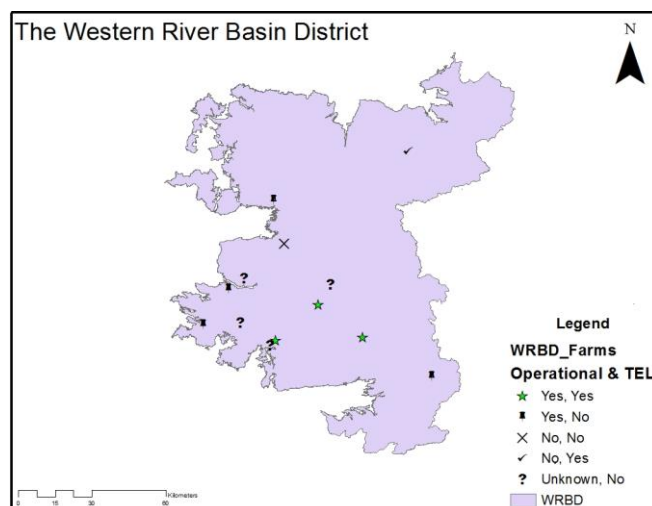 The Western River Basin District
N
Legend
WRBD_Farms
Operational & TEL
Yes, Yes
Yes, No
No, No
No, Yes
? Unknown, No
WRBD
?
?
?
?
0 15 30 60
Kilometers